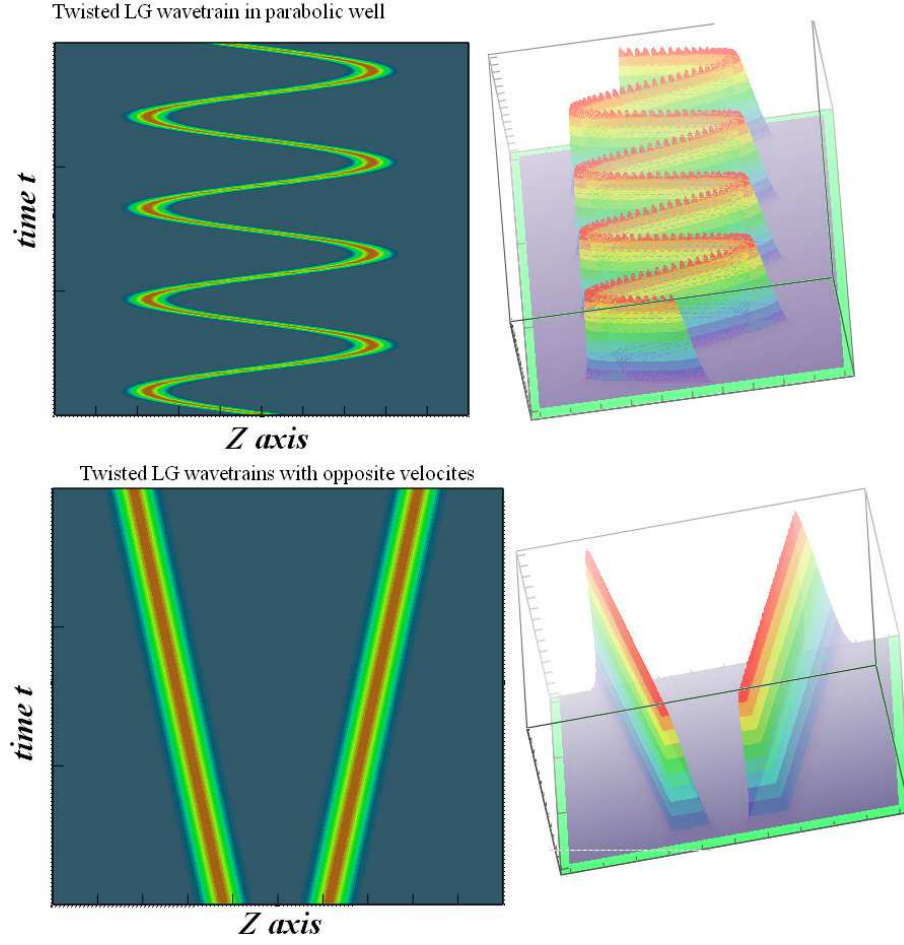 Twisted LG wavetrain in parabolic well
time t
Z axis
Twisted LG wavetrains with opposite velocites
time t
Z axis